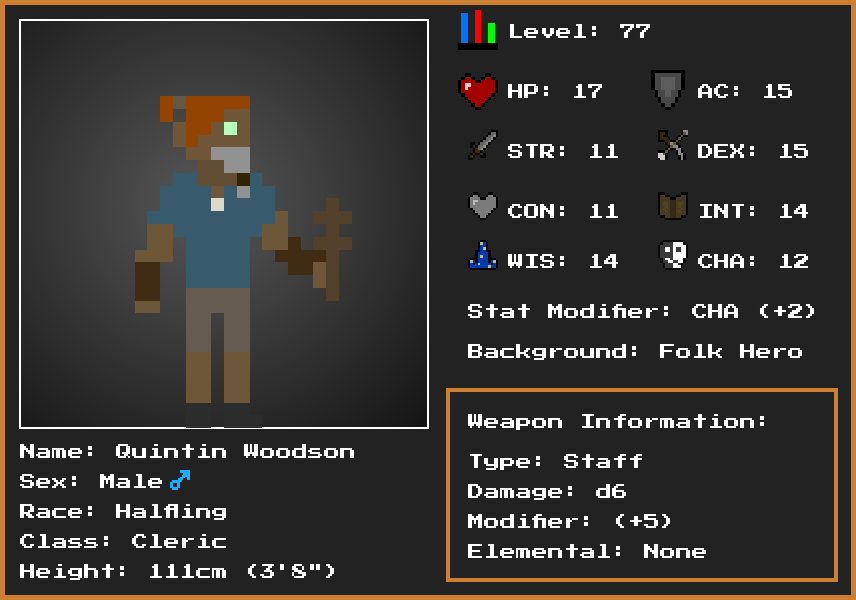 Level: 77
HP: 17
AC: 15
STR: 11
DEX: 15
CON: 11
INT: 14
WIS: 14
CHA: 12
Stat Modifier: CHA (+2)
Background: Folk Hero
Weapon Information:
Type: Staff
Damage: d6
Modifier: (+5)
Elemental: None
Name: Quintin Woodson
Sex: Male♂
Race: Halfling
Class: Cleric
Height: 111cm (3'8")